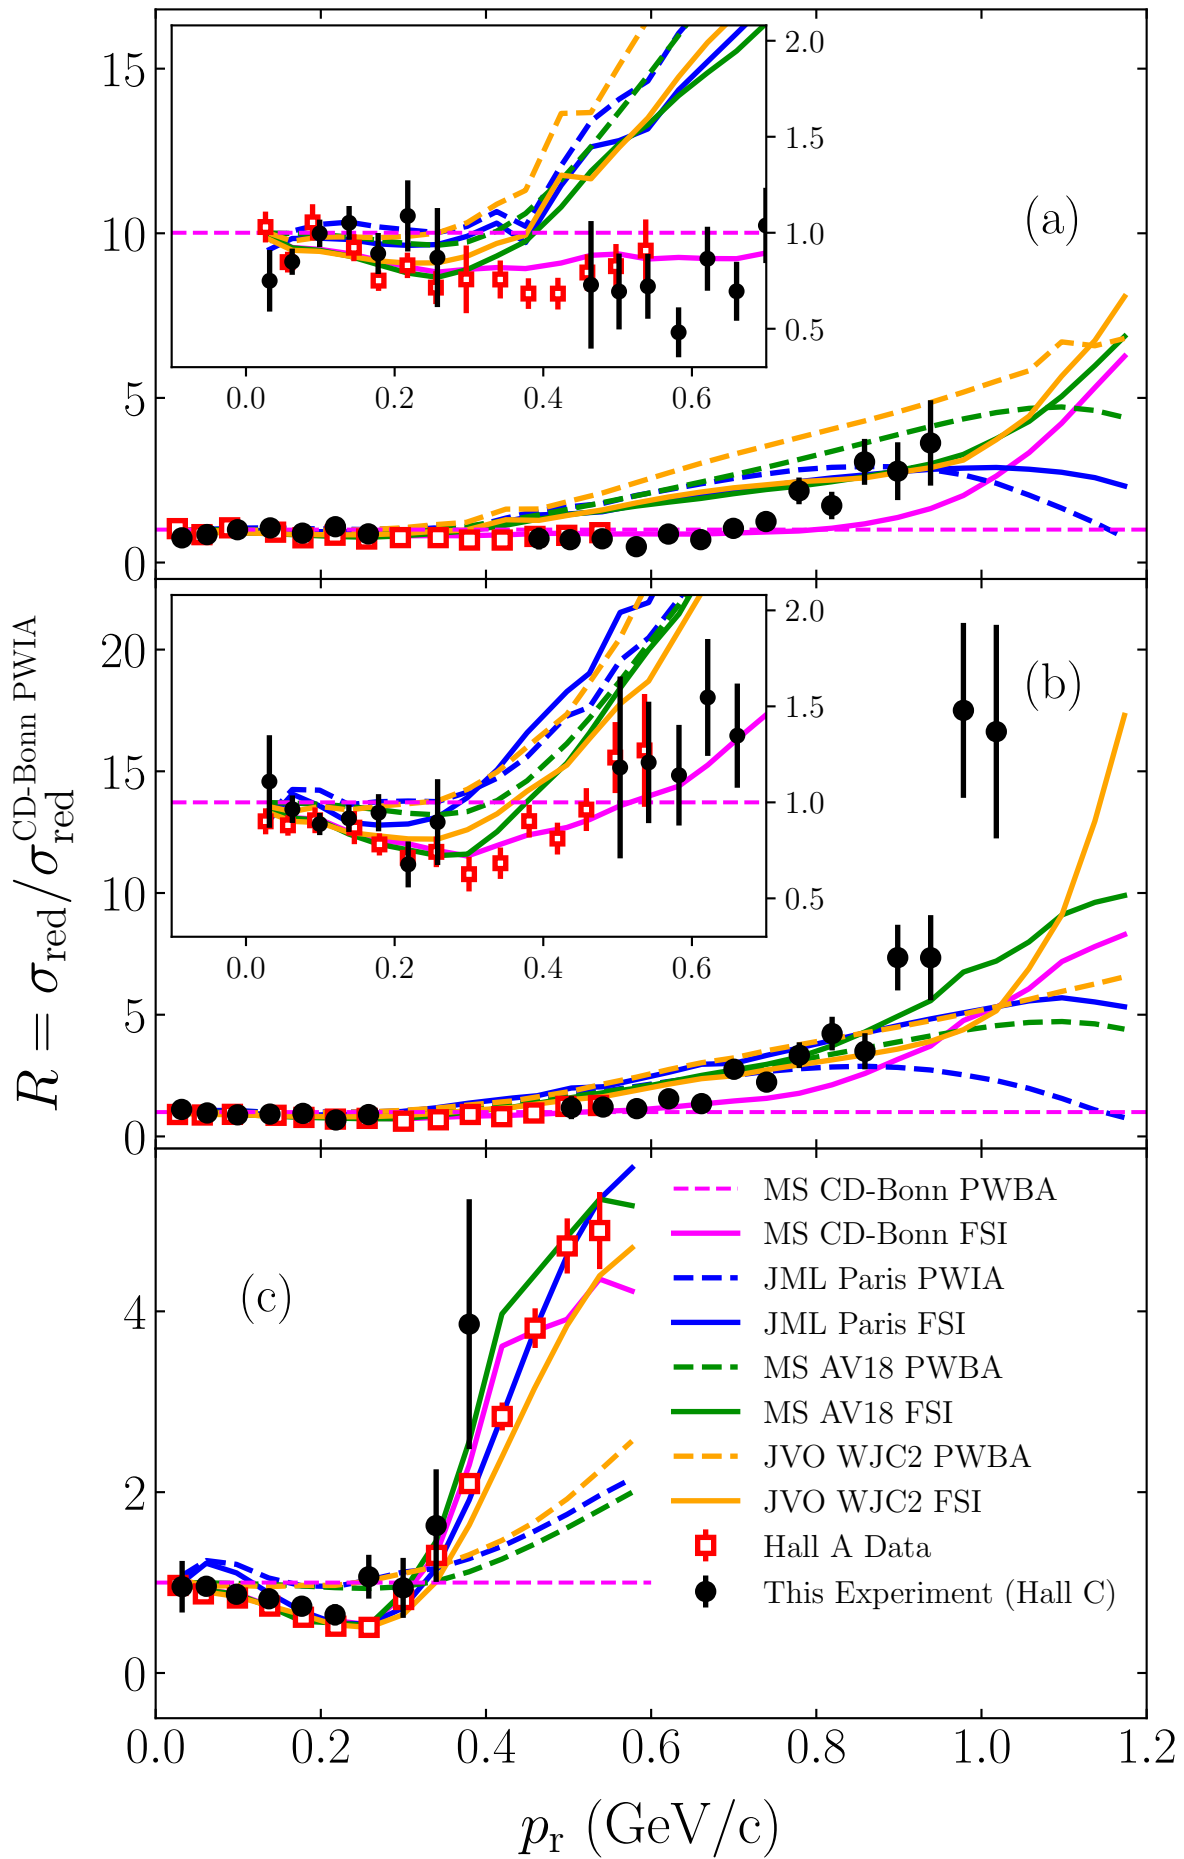 15
10
5
0
2.0
1.5
1.0
0.5
0.0 0.2 0.4 0.6
(a)
20
15
10
5
0
2.0
1.5
1.0
0.5
0.0 0.2 0.4 0.6
(b)
R = σred/σredCD-Bonn PWIA
4
2
0
(c)
MS CD-Bonn PWBA
MS CD-Bonn FSI
JML Paris PWIA
JML Paris FSI
MS AV18 PWBA
MS AV18 FSI
JVO WJC2 PWBA
JVO WJC2 FSI
Hall A Data
This Experiment (Hall C)
0.0 0.2 0.4 0.6 0.8 1.0 1.2
pr (GeV/c)